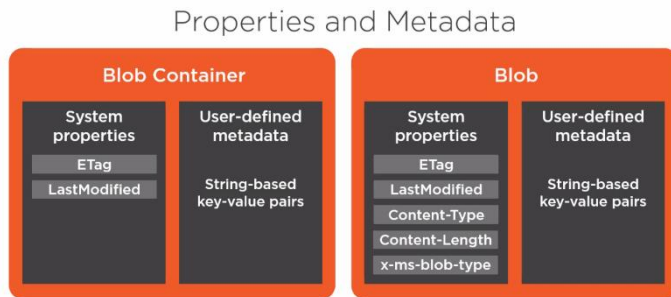 Properties and Metadata
Blob Container
System
properties
ETag
LastModified
User-defined
metadata
String-based
key-value pairs
Blob
System
properties
ETag
LastModified
Content-Type
Content-Length
x-ms-blob-type
User-defined
metadata
String-based
key-value pairs